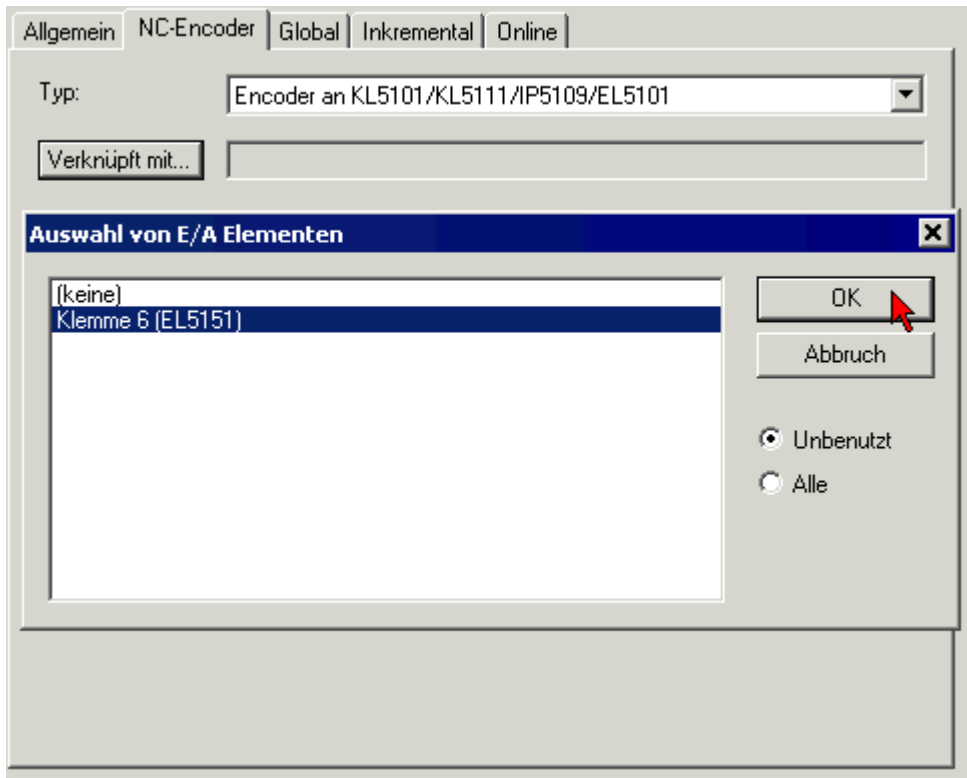 Allgemein NC-Encoder Global Inkremental Online
Typ: Encoder an KL5101/KL5111/IP5109/EL5101
Verknüpft mit...
Auswahl von E/A Elementen
(keine)
Klemme 6 (EL5151)
OK
Abbruch
Unbenutzt
Alle